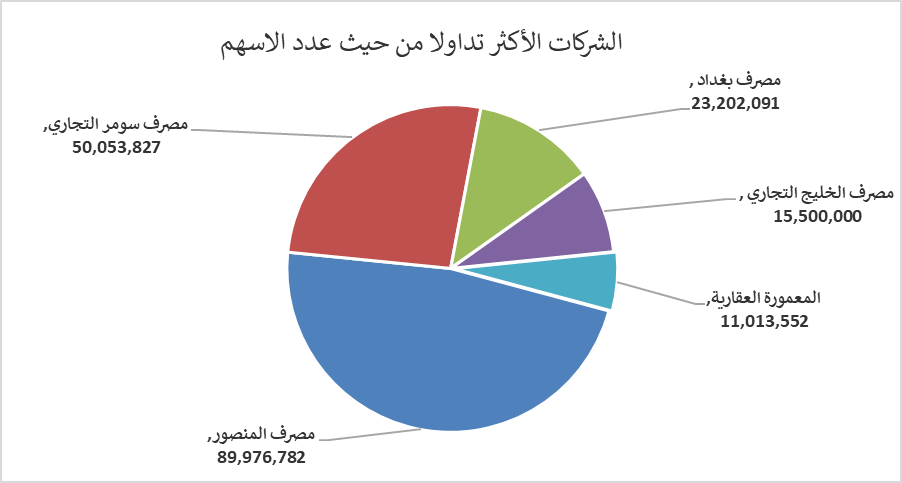 الشركات الأكثر تداولا من حيث عدد الاسهم
مصرف بغداد ,
23,202,091
مصرف سومر التجاري,
50,053,827
مصرف الخليج التجاري ,
15,500,000
المعمورة العقارية,
11,013,552
مصرف المنصور,
89,976,782